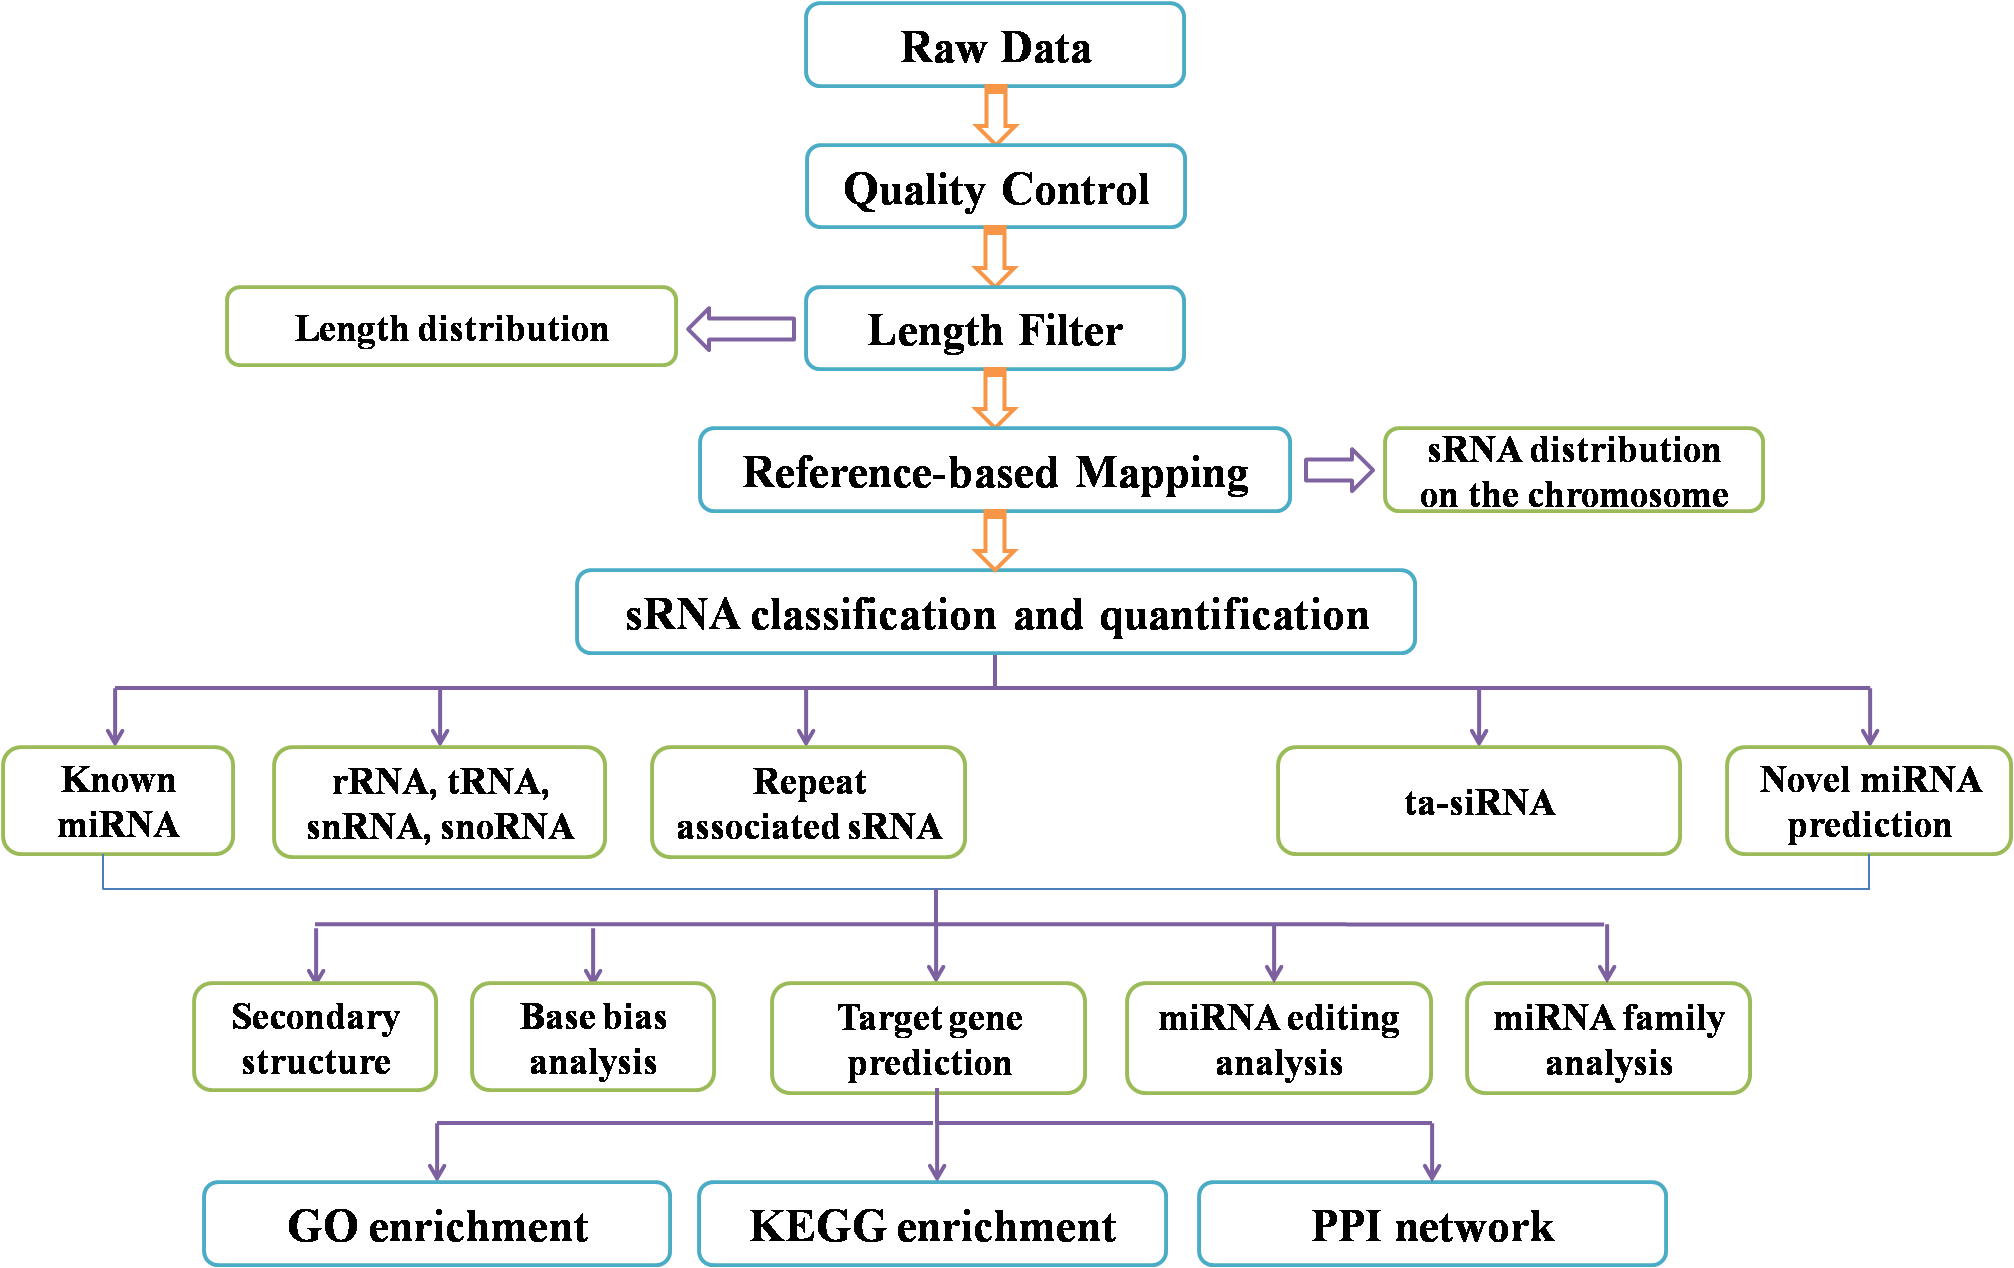 Raw Data
Quality Control
Length distribution
Length Filter
Reference-based Mapping
sRNA distribution
on the chromosome
sRNA classification and quantification
Known
miRNA
rRNA, tRNA,
snRNA, snoRNA
Repeat
associated sRNA
ta-siRNA
Novel miRNA
prediction
Secondary
structure
Base bias
analysis
Target gene
prediction
miRNA editing
analysis
miRNA family
analysis
GO enrichment
KEGG enrichment
PPI network